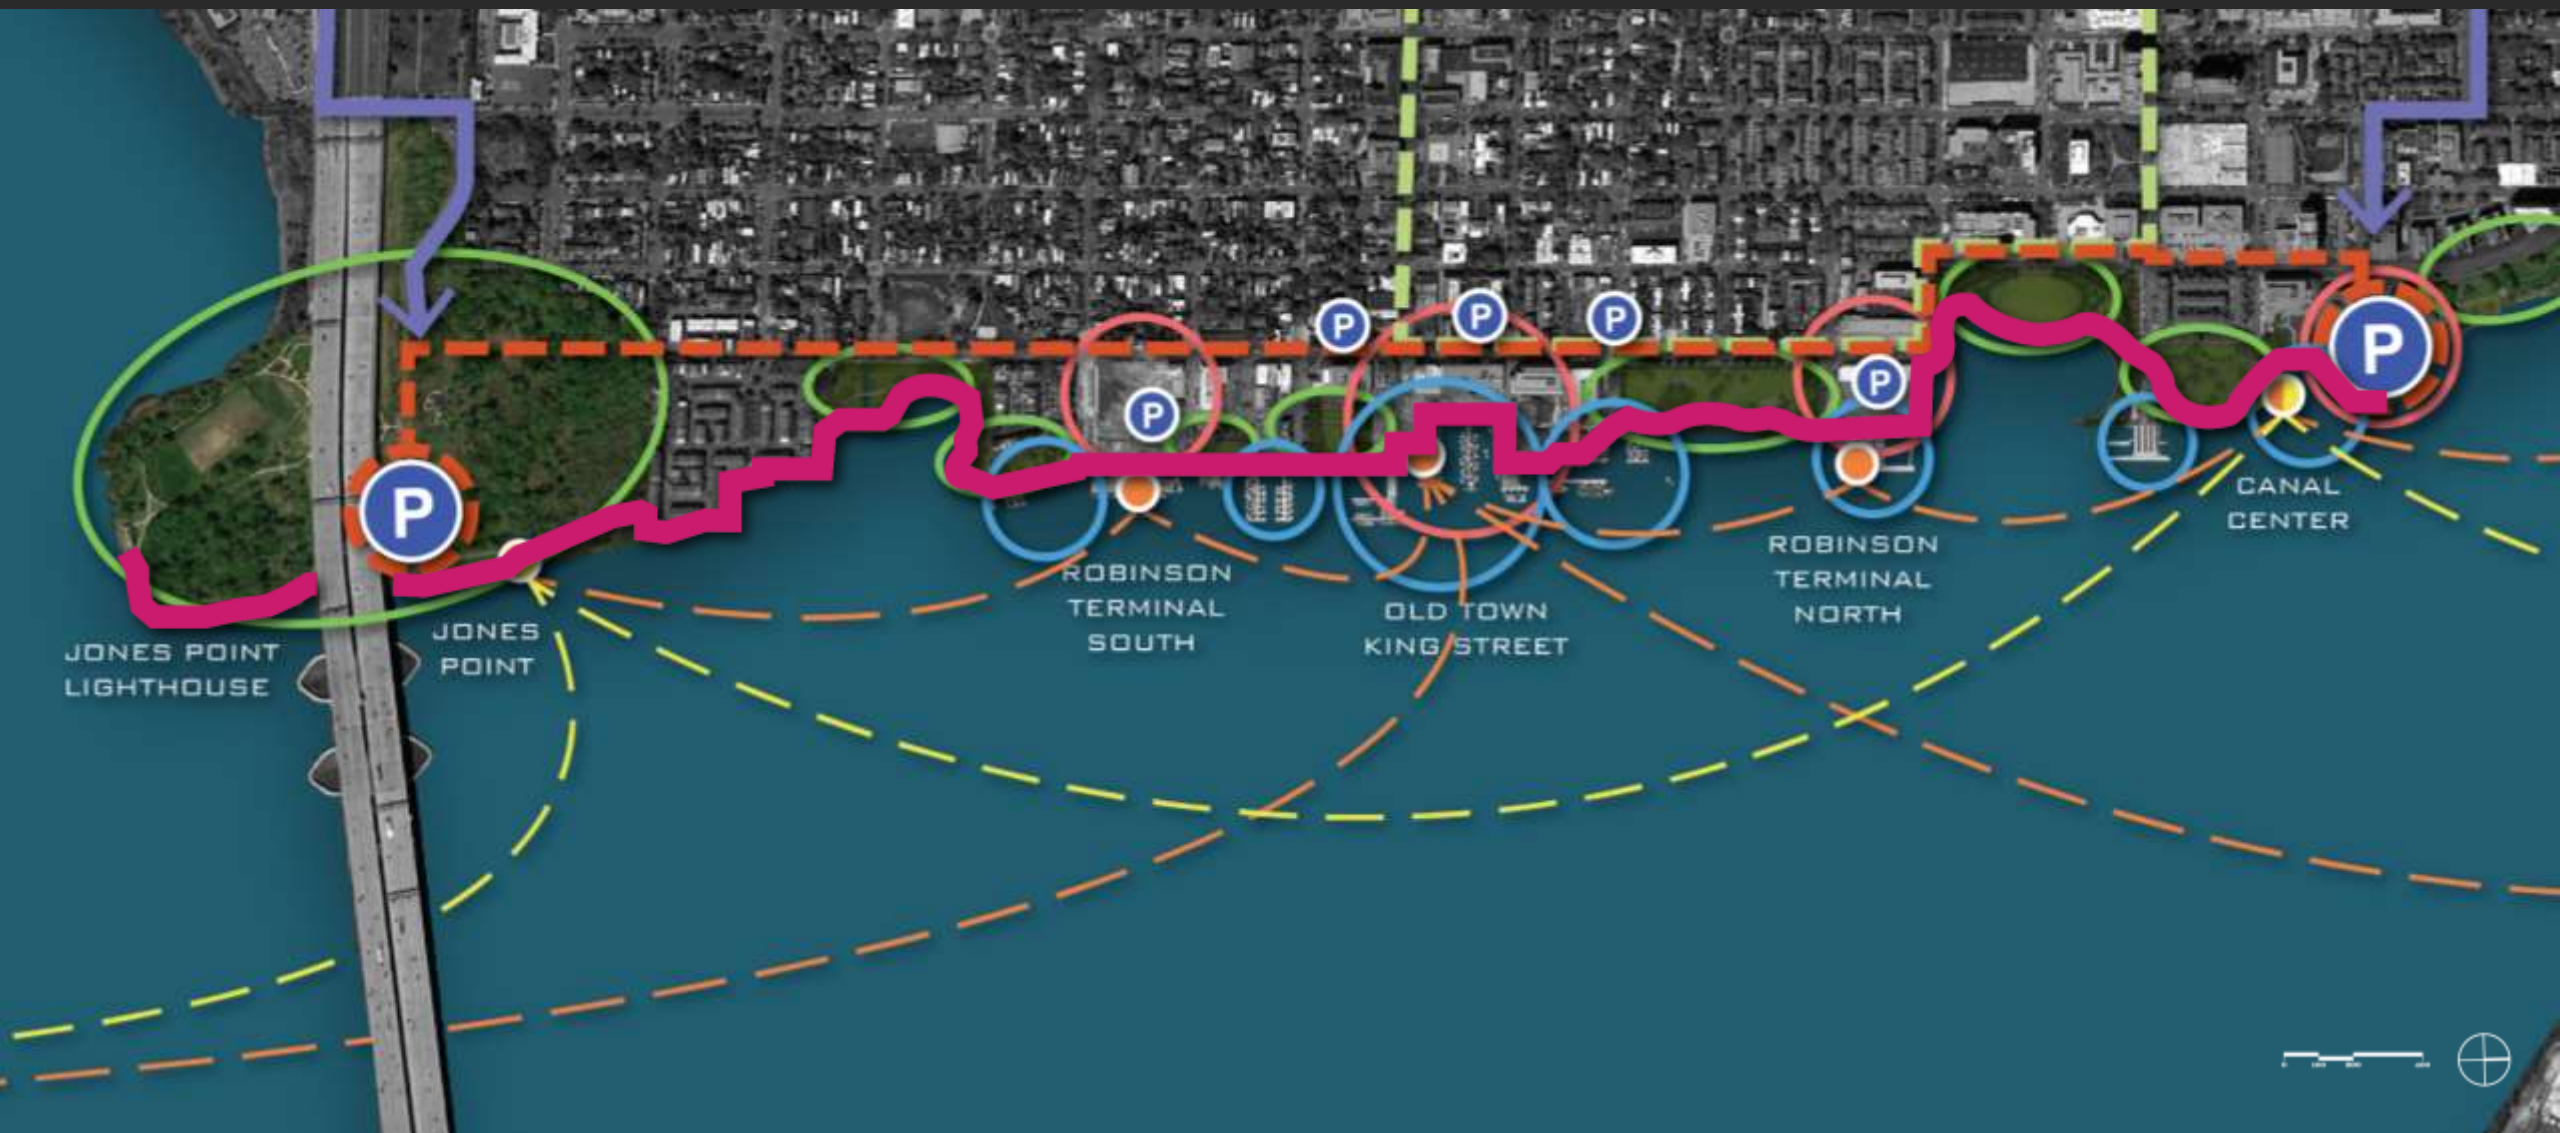 P
P
P
P
P
P
P
P
CANAL
CENTER
ROBINSON
TERMINAL
NORTH
ROBINSON
TERMINAL
SOUTH
OLD TOWN
KING STREET
JONES
POINT
JONES POINT
LIGHTHOUSE